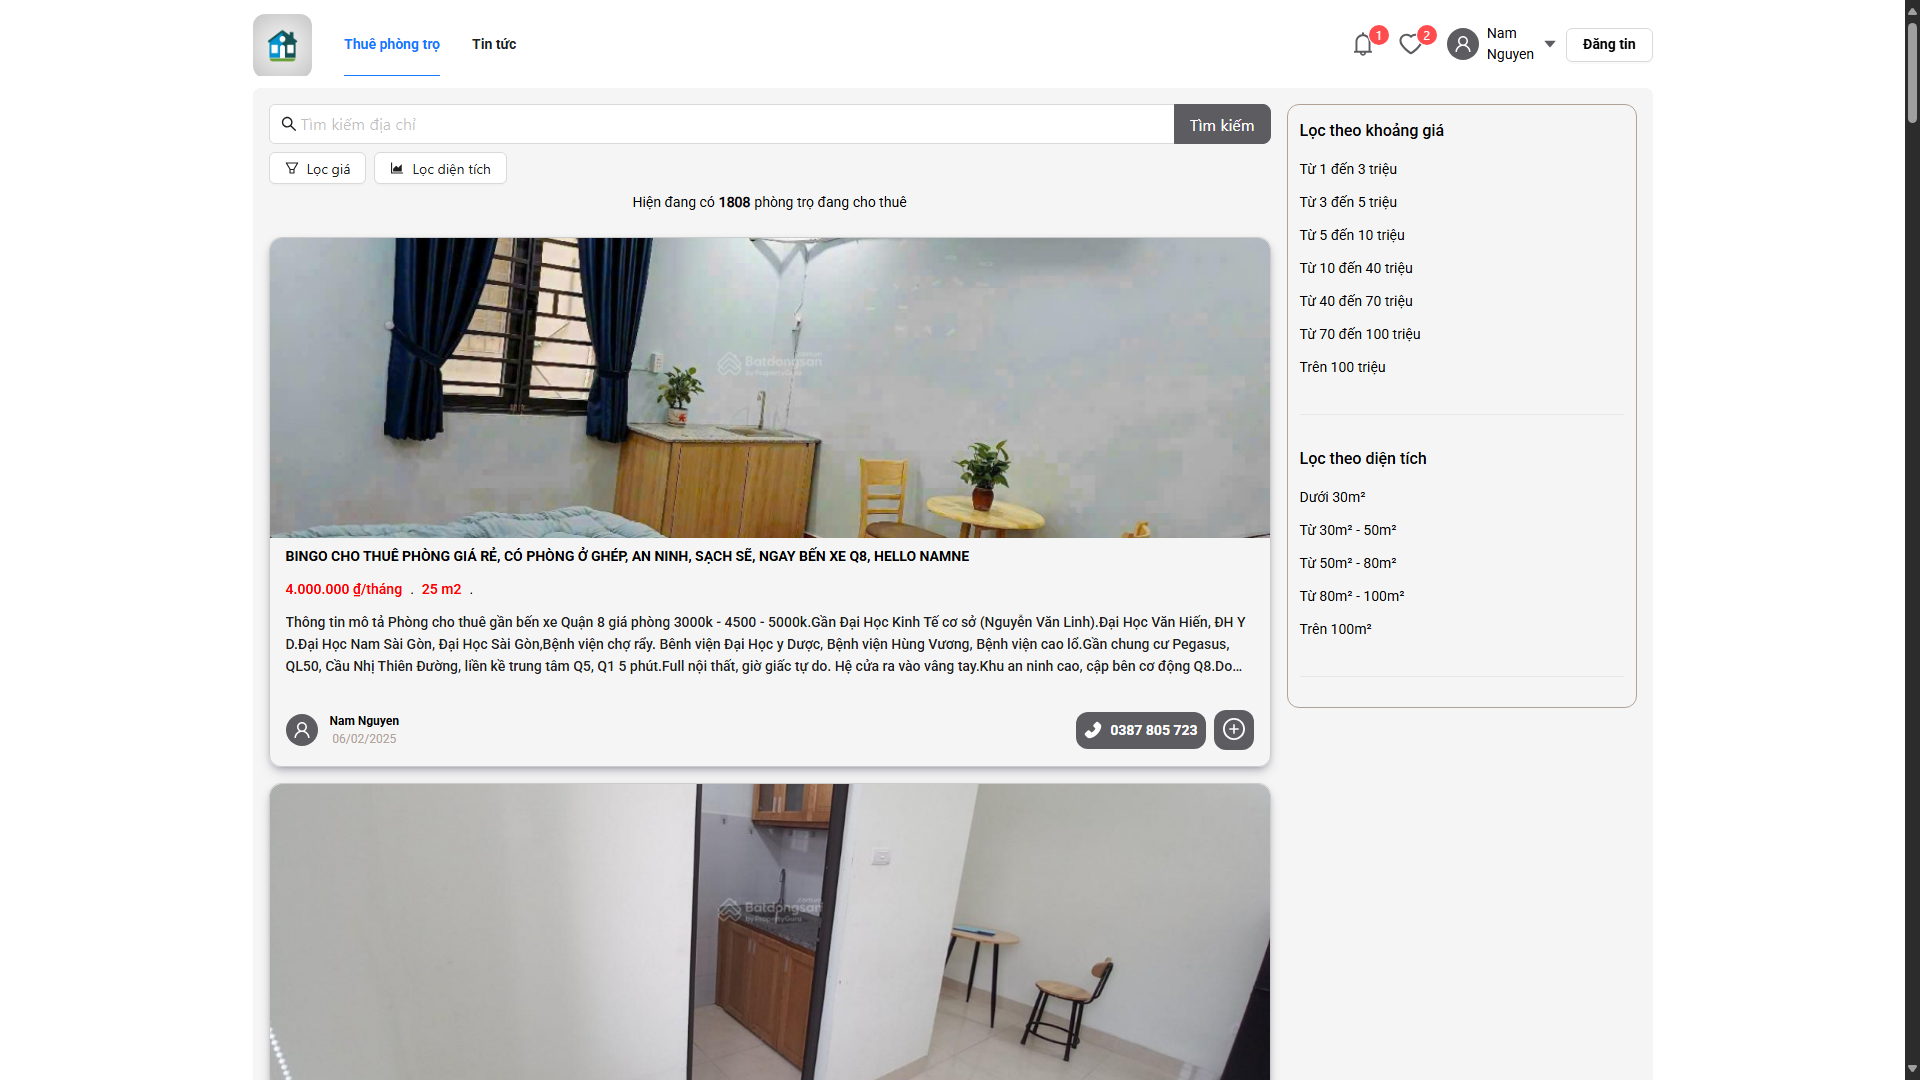 Thuê phòng trọ
Tin tức
1
2
Nam
Nguyen
Đăng tin
Tìm kiếm địa chỉ
Tìm kiếm
Lọc giá
Lọc diện tích
Hiện đang có 1808 phòng trọ đang cho thuê
Batdongsan
by PropertyGuru
BINGO CHO THUÊ PHÒNG GIÁ RẺ, CÓ PHÒNG Ở GHÉP, AN NINH, SẠCH SẼ, NGAY BẾN XE Q8, HELLO NAMNE
4.000.000 ₫/tháng . 25 m2 .
Thông tin mô tả Phòng cho thuê gần bến xe Quận 8 giá phòng 3000k - 4500 - 5000k.Gần Đại Học Kinh Tế cơ sở (Nguyễn Văn Linh).Đại Học Văn Hiến, ĐH Y
D.Đại Học Nam Sài Gòn, Đại Học Sài Gòn,Bệnh viện chợ rẩy. Bênh viện Đại Học y Dược, Bệnh viện Hùng Vương, Bệnh viện cao lổ.Gần chung cư Pegasus,
QL50, Cầu Nhị Thiên Đường, liền kề trung tâm Q5, Q1 5 phút.Full nội thất, giờ giấc tự do. Hệ cửa ra vào vâng tay.Khu an ninh cao, cập bên cơ động Q8.Do...
Nam Nguyen
06/02/2025
0387 805 723
Batdongsan
by PropertyGuru
Lọc theo khoảng giá
Từ 1 đến 3 triệu
Từ 3 đến 5 triệu
Từ 5 đến 10 triệu
Từ 10 đến 40 triệu
Từ 40 đến 70 triệu
Từ 70 đến 100 triệu
Trên 100 triệu
Lọc theo diện tích
Dưới 30m²
Từ 30m² - 50m²
Từ 50m² - 80m²
Từ 80m² - 100m²
Trên 100m²